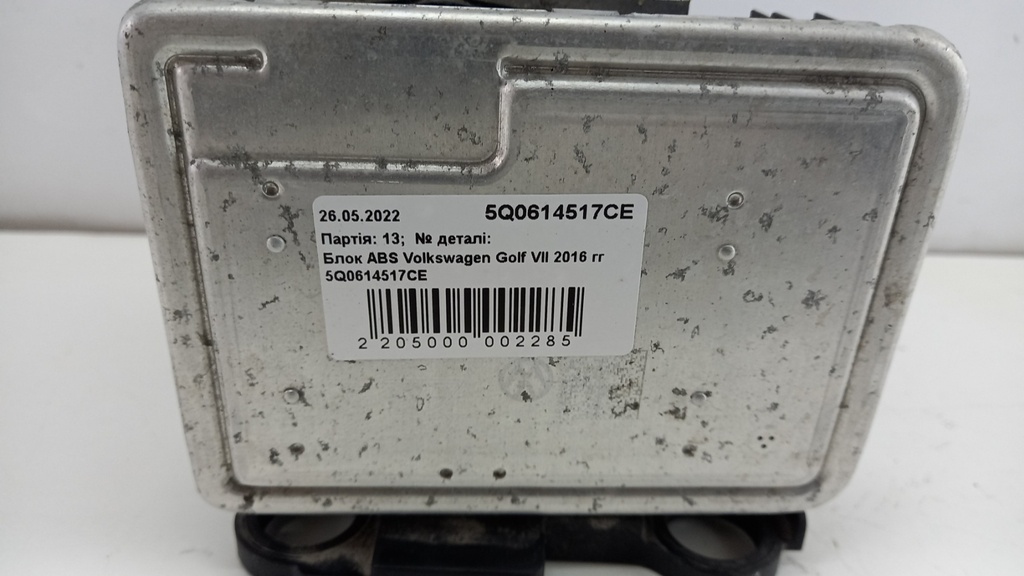 26.05.2022 5Q0614517CE
Партія: 13; № деталі:
Блок ABS Volkswagen Golf VII 2016 гг
5Q0614517CE
2 205000 002285